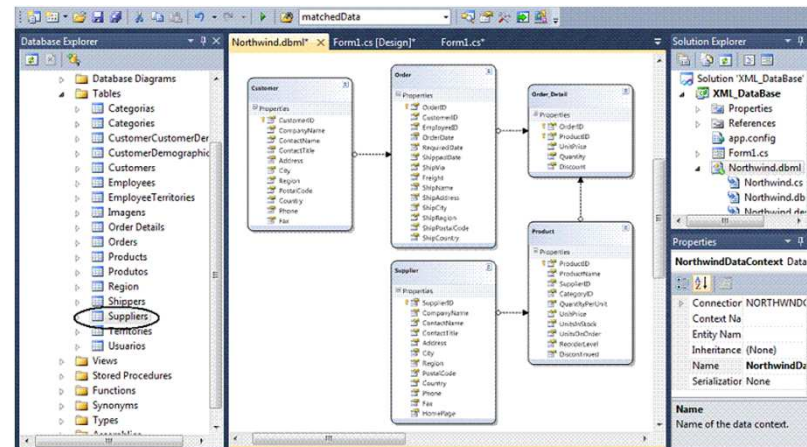 matchedData
Database Explorer
Database Diagrams
Tables
Categorias
Categories
CustomerCustomerDer
CustomerDemographic
Customers
Employees
EmployeeTerritories
Imagens
Order Details
Orders
Products
Produtos
Region
Shippers
Suppliers
Territories
Usuarios
Views
Stored Procedures
Functions
Synonyms
Types
Assemblies
Northwind.dbml*
Form1.cs [Design]*
Form1.cs*
Customer
Properties
CustomerID
CompanyName
ContactName
ContactTitle
Address
City
Region
PostalCode
Country
Phone
Fax
Order
Properties
OrderID
CustomerID
EmployeeID
OrderDate
RequiredDate
ShippedDate
ShipVia
Freight
ShipName
ShipAddress
ShipCity
ShipRegion
ShipPostalCode
ShipCountry
Order_Detail
Properties
OrderID
ProductID
UnitPrice
Quantity
Discount
Supplier
Properties
SupplierID
CompanyName
ContactName
ContactTitle
Address
City
Region
PostalCode
Country
Phone
Fax
HomePage
Product
Properties
ProductID
ProductName
SupplierID
CategoryID
QuantityPerUnit
UnitPrice
UnitsInStock
UnitsOnOrder
ReorderLevel
Discontinued
Solution Explorer
Solution 'XML_DataBase'
XML_DataBase
Properties
References
app.config
Form1.cs
Northwind.dbml
Northwind.cs
Northwind.db
Northwind.des
Properties
NorthwindDataContext Data
Connection NORTHWND
Context Na
Entity Nam
Inheritance (None)
Name NorthwindDa
Serialization None
Name
Name of the data context.